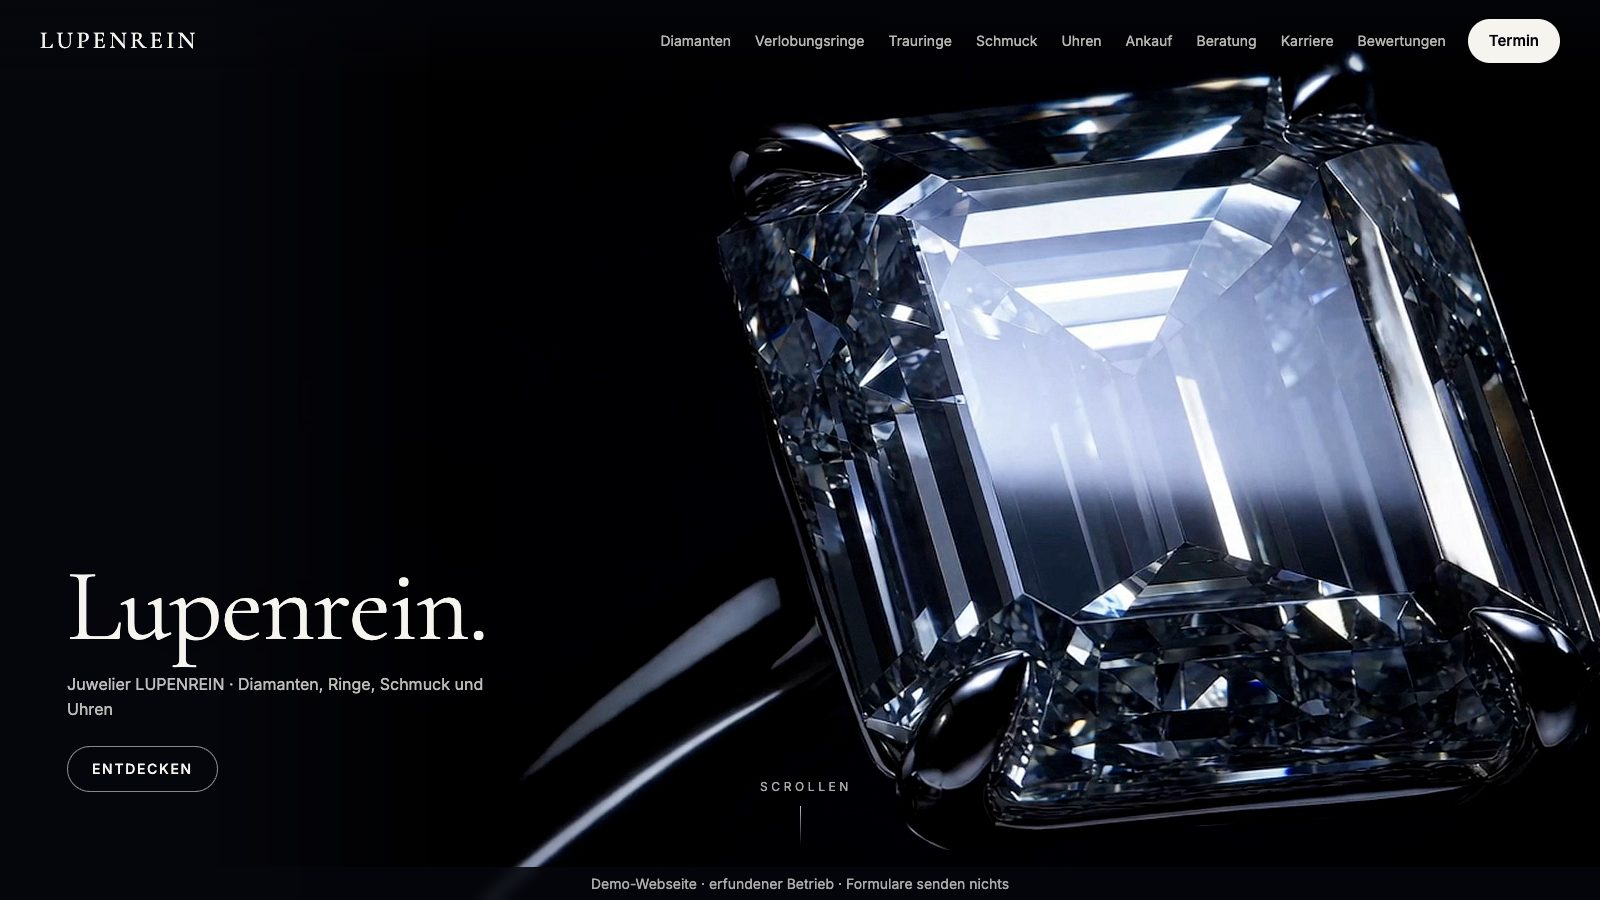 LUPENREIN
Diamanten Verlobungsringe Trauringe Schmuck Uhren Ankauf Beratung Karriere Bewertungen Termin
Lupenrein.
Juwelier LUPENREIN · Diamanten, Ringe, Schmuck und
Uhren
ENTDECKEN
SCROLLEN
Demo-Webseite · erfundener Betrieb · Formulare senden nichts